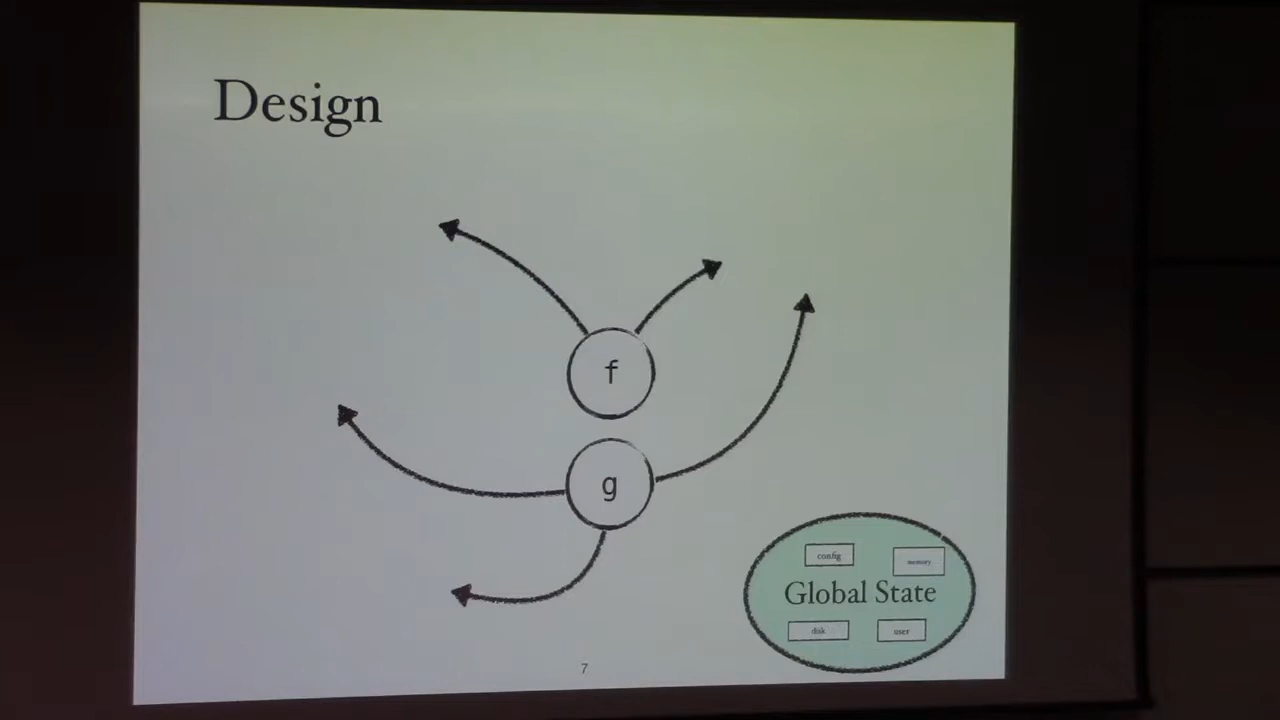 Design
f
g
config
memory
Global State
disk
user
7